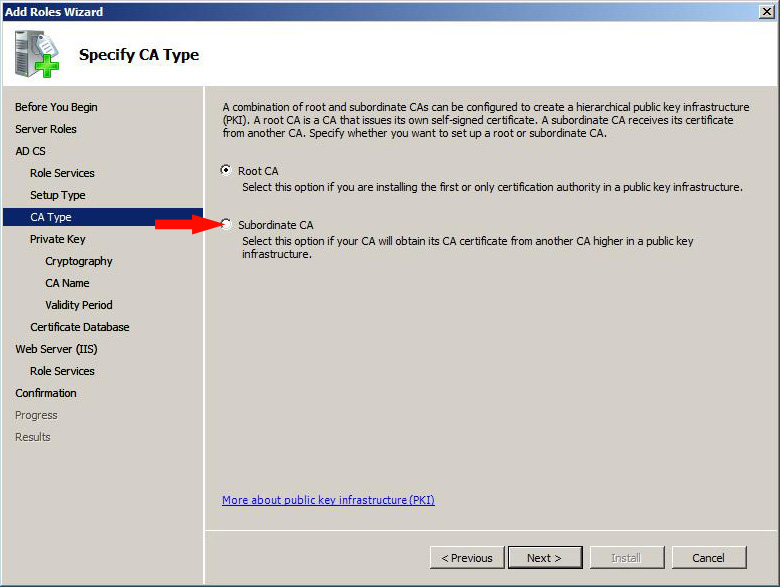 Add Roles Wizard
Specify CA Type
Before You Begin
Server Roles
AD CS
Role Services
Setup Type
CA Type
Private Key
Cryptography
CA Name
Validity Period
Certificate Database
Web Server (IIS)
Role Services
Confirmation
Progress
Results
A combination of root and subordinate CAs can be configured to create a hierarchical public key infrastructure
(PKI). A root CA is a CA that issues its own self-signed certificate. A subordinate CA receives its certificate
from another CA. Specify whether you want to set up a root or subordinate CA.
Root CA
Select this option if you are installing the first or only certification authority in a public key infrastructure.
Subordinate CA
Select this option if your CA will obtain its CA certificate from another CA higher in a public key
infrastructure.
More about public key infrastructure (PKI)
< Previous
Next >
Install
Cancel